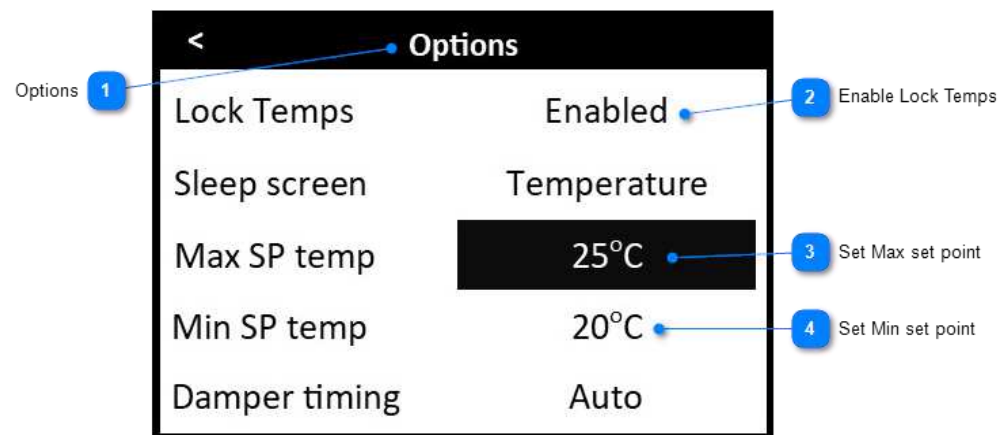 < Options
Options 1
Lock Temps Enabled 2 Enable Lock Temps
Sleep screen Temperature
Max SP temp 25°C 3 Set Max set point
Min SP temp 20°C 4 Set Min set point
Damper timing Auto